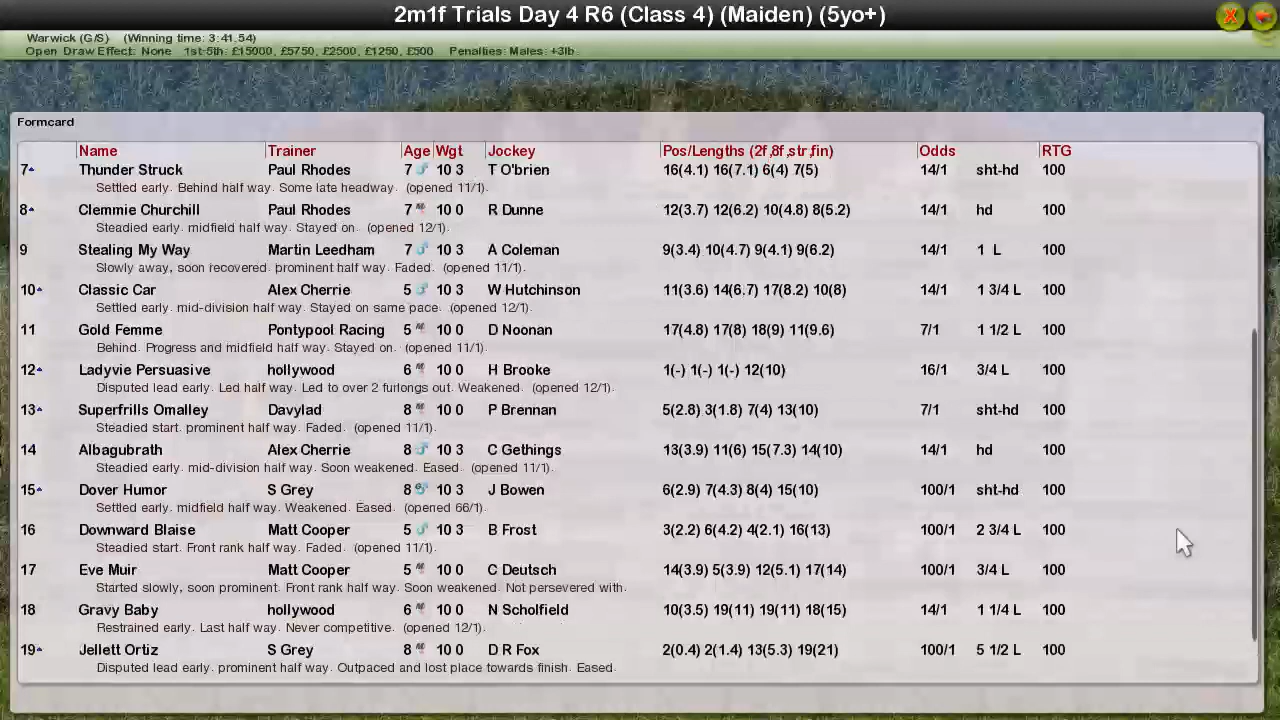 2m1f Trials Day 4 R6 (Class 4) (Maiden) (5yo+)
Warwick (G/S) (Winning time: 3:41.54)
Open Draw Effect: None 1st-5th: £15000, £5750, £2500, £1250, £500 Penalties: Males: +3lb
Formcard
Name Trainer Age Wgt Jockey Pos/Lengths (2f,8f,str,fin) Odds RTG
7 Thunder Struck Paul Rhodes 7 10 3 T O'brien 16(4.1) 16(7.1) 6(4) 7(5) 14/1 sht-hd 100
Settled early. Behind half way. Some late headway. (opened 11/1).
8 Clemmie Churchill Paul Rhodes 7 10 0 R Dunne 12(3.7) 12(6.2) 10(4.8) 8(5.2) 14/1 hd 100
Steadied early. midfield half way. Stayed on. (opened 12/1).
9 Stealing My Way Martin Leedham 7 10 3 A Coleman 9(3.4) 10(4.7) 9(4.1) 9(6.2) 14/1 1 L 100
Slowly away, soon recovered. prominent half way. Faded. (opened 11/1).
10 Classic Car Alex Cherrie 5 10 3 W Hutchinson 11(3.6) 14(6.7) 17(8.2) 10(8) 14/1 1 3/4 L 100
Settled early. mid-division half way. Stayed on same pace. (opened 12/1).
11 Gold Femme Pontypool Racing 5 10 0 D Noonan 17(4.8) 17(8) 18(9) 11(9.6) 7/1 1 1/2 L 100
Behind. Progress and midfield half way. Stayed on. (opened 11/1).
12 Ladyvie Persuasive hollywood 6 10 0 H Brooke 1(-) 1(-) 1(-) 12(10) 16/1 3/4 L 100
Disputed lead early. Led half way. Led to over 2 furlongs out. Weakened. (opened 12/1).
13 Superfrills Omalley Davylad 8 10 0 P Brennan 5(2.8) 3(1.8) 7(4) 13(10) 7/1 sht-hd 100
Steadied start. prominent half way. Faded. (opened 11/1).
14 Albagubrath Alex Cherrie 8 10 3 C Gethings 13(3.9) 11(6) 15(7.3) 14(10) 14/1 hd 100
Steadied early. mid-division half way. Soon weakened. Eased. (opened 11/1).
15 Dover Humor S Grey 8 10 3 J Bowen 6(2.9) 7(4.3) 8(4) 15(10) 100/1 sht-hd 100
Settled early. midfield half way. Weakened. Eased. (opened 66/1).
16 Downward Blaise Matt Cooper 5 10 3 B Frost 3(2.2) 6(4.2) 4(2.1) 16(13) 100/1 2 3/4 L 100
Steadied start. Front rank half way. Faded. (opened 11/1).
17 Eve Muir Matt Cooper 5 10 0 C Deutsch 14(3.9) 5(3.9) 12(5.1) 17(14) 100/1 3/4 L 100
Started slowly, soon prominent. Front rank half way. Soon weakened. Not persevered with.
18 Gravy Baby hollywood 6 10 0 N Scholfield 10(3.5) 19(11) 19(11) 18(15) 14/1 1 1/4 L 100
Restrained early. Last half way. Never competitive. (opened 12/1).
19 Jellett Ortiz S Grey 8 10 0 D R Fox 2(0.4) 2(1.4) 13(5.3) 19(21) 100/1 5 1/2 L 100
Disputed lead early. prominent half way. Outpaced and lost place towards finish. Eased.